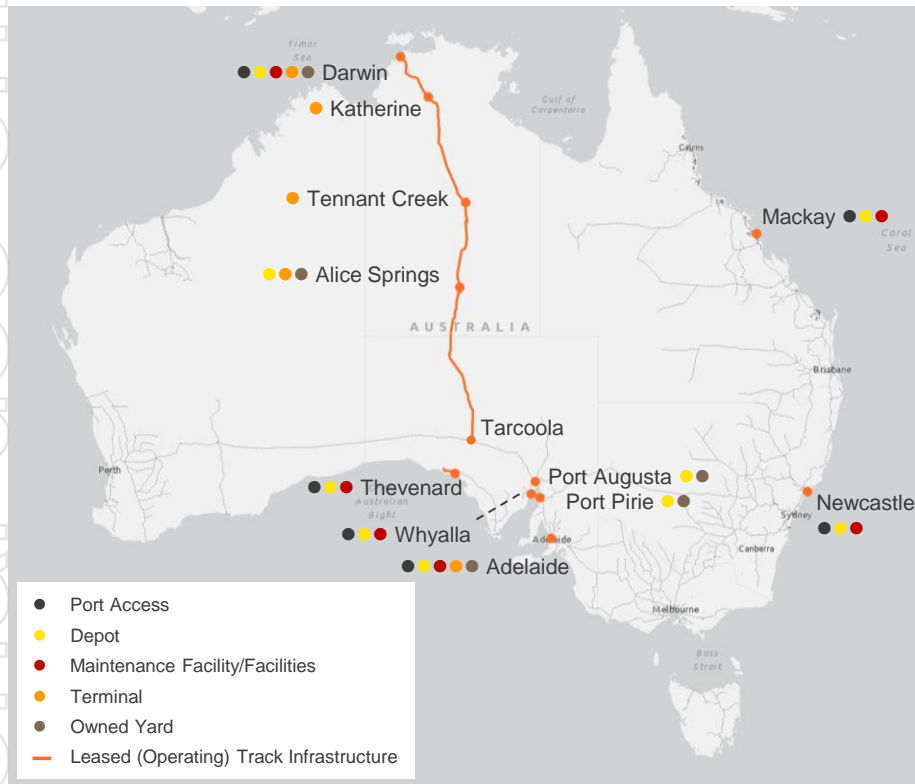 Timor
Sea
Darwin
Katherine
Gulf of
Carpentaria
Cairns
Tennant Creek
Mackay
Coral
Sea
Alice Springs
AUSTRALIA
Brisbane
Tarcoola
Perth
Port Augusta
Thevenard
Port Pirie
Newcastle
Australian
Bight
Sydney
Whyalla
Adelaide
Canberra
Adelaide
Melbourne
Bass
Strait
Port Access
Depot
Maintenance Facility/Facilities
Terminal
Owned Yard
Leased (Operating) Track Infrastructure